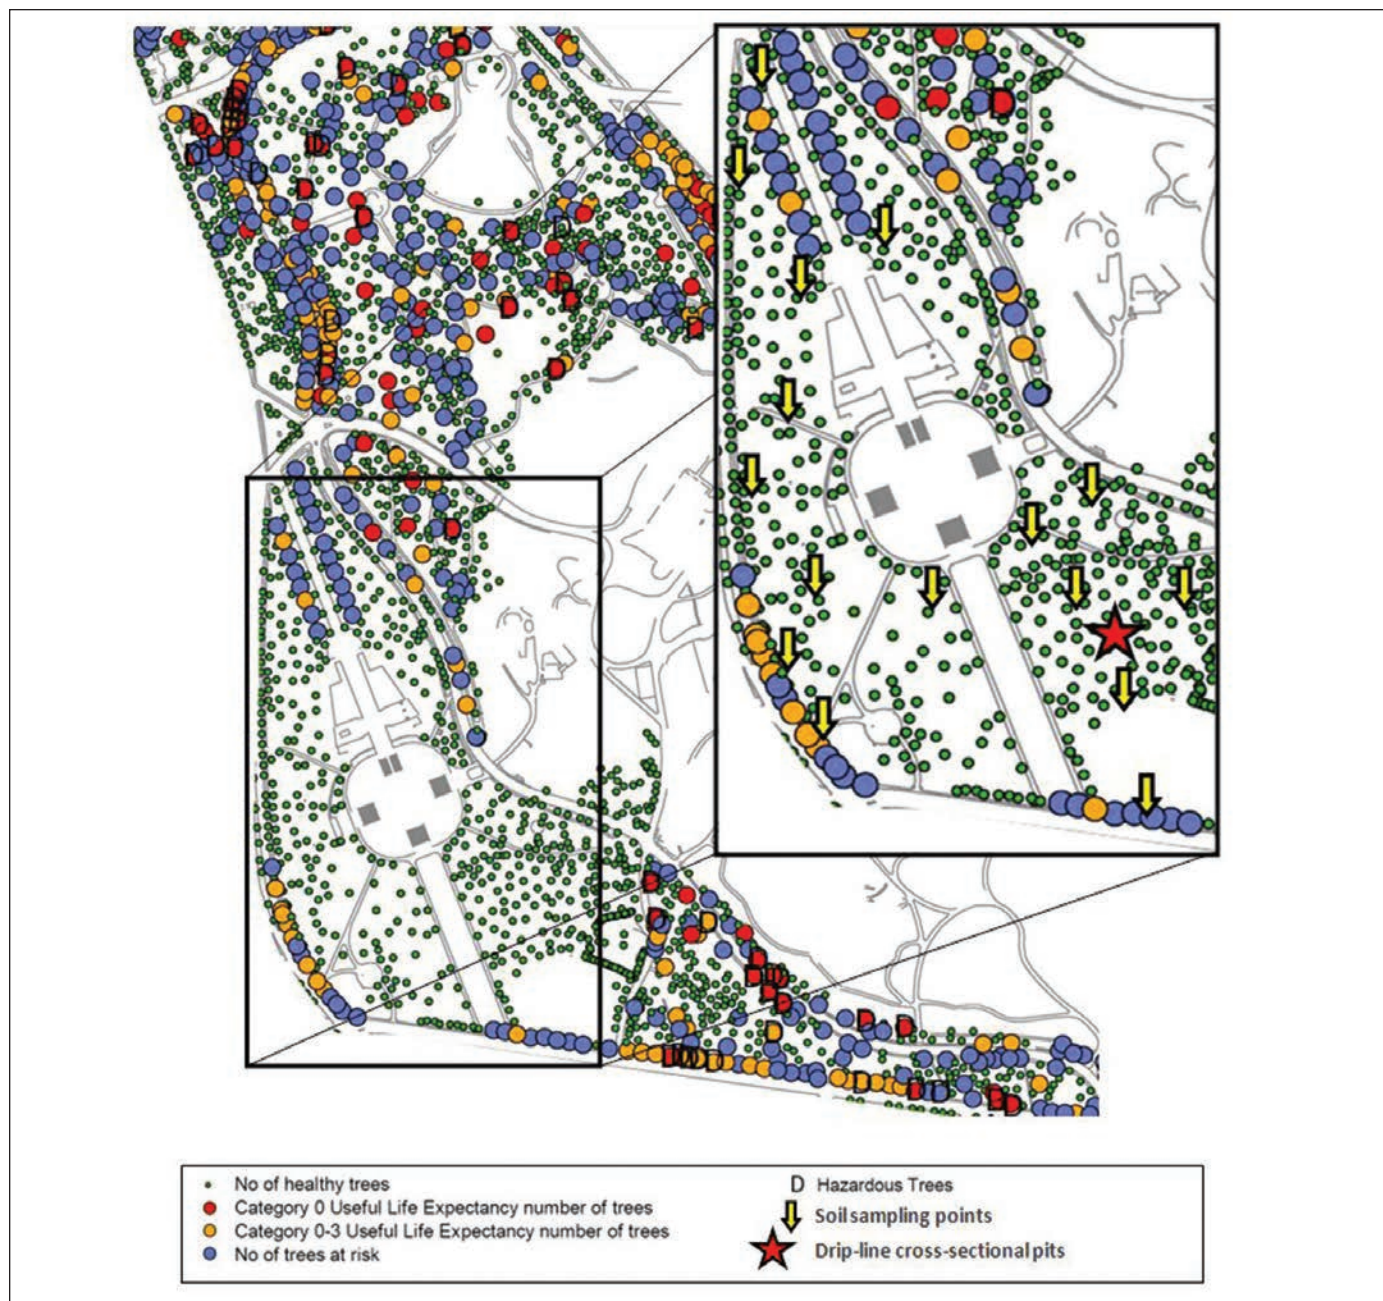 No of healthy trees
Category 0 Useful Life Expectancy number of trees
Category 0-3 Useful Life Expectancy number of trees
No of trees at risk
D Hazardous Trees
Soil sampling points
Drip-line cross-sectional pits